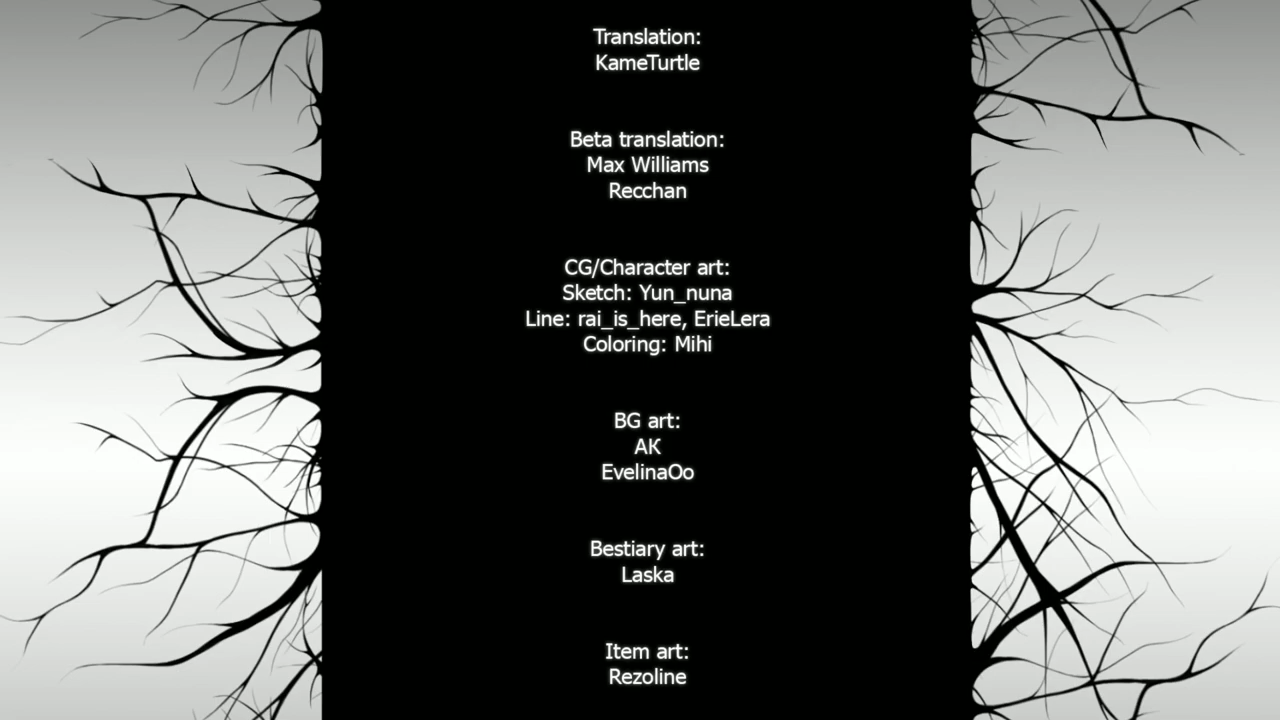 Translation:
KameTurtle
Beta translation:
Max Williams
Recchan
CG/Character art:
Sketch: Yun_nuna
Line: rai_is_here, ErieLera
Coloring: Mihi
BG art:
AK
EvelinaOo
Bestiary art:
Laska
Item art:
Rezoline